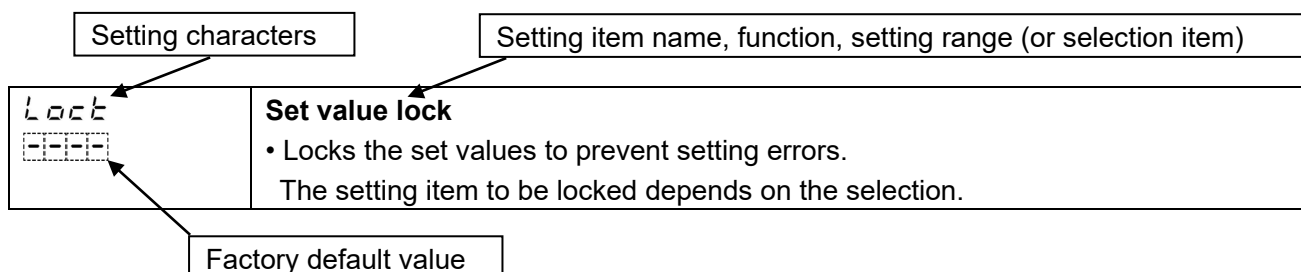 Setting characters
Setting item name, function, setting range (or selection item)
Lock
Set value lock
----
• Locks the set values to prevent setting errors.
The setting item to be locked depends on the selection.
Factory default value